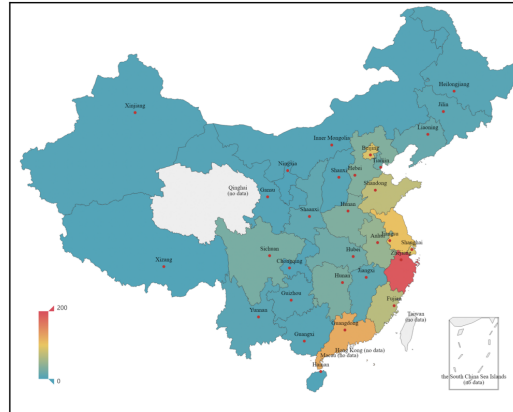 Heilongjiang
Jilin
Xinjiang
Liaoning
Inner Mongolia
Beijing
Tianjin
Ningxia
Hebei
Shanxi
Qinghai
(no data)
Gansu
Shandong
Henan
Shaanxi
Jiangsu
Anhui
Shanghai
Sichuan
Hubei
Zhejiang
Xizang
Chongqing
Hunan
Jiangxi
Guizhou
Fujian
Yunnan
Taiwan
(no data)
Guangdong
Guangxi
Hong Kong (no data)
Macau (no data)
Hainan
the South China Sea Islands
(no data)
200
0